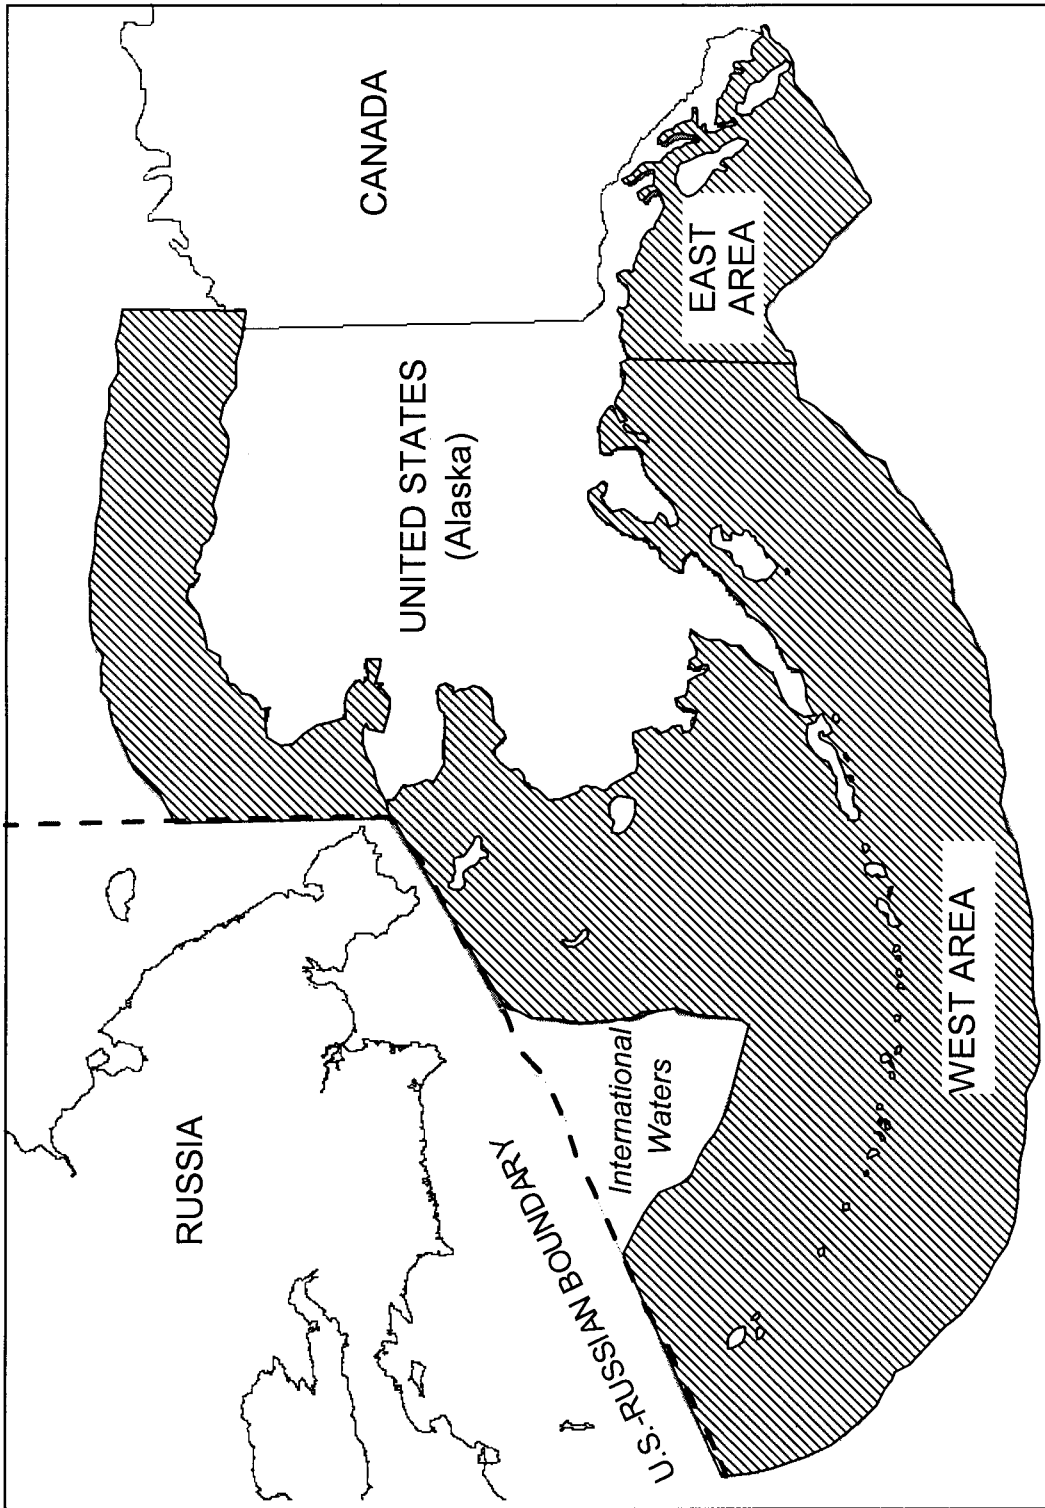 RUSSIA
U.S.-RUSSIAN BOUNDARY
International
Waters
UNITED STATES
(Alaska)
CANADA
WEST AREA
EAST
AREA